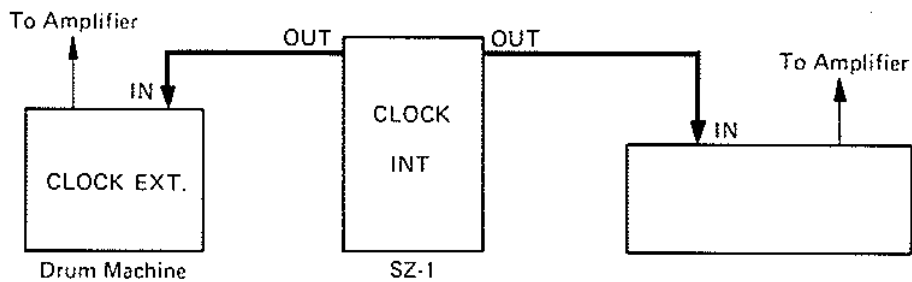 To Amplifier
OUT
OUT
IN
CLOCK
INT
To Amplifier
IN
CLOCK EXT.
Drum Machine
SZ-1